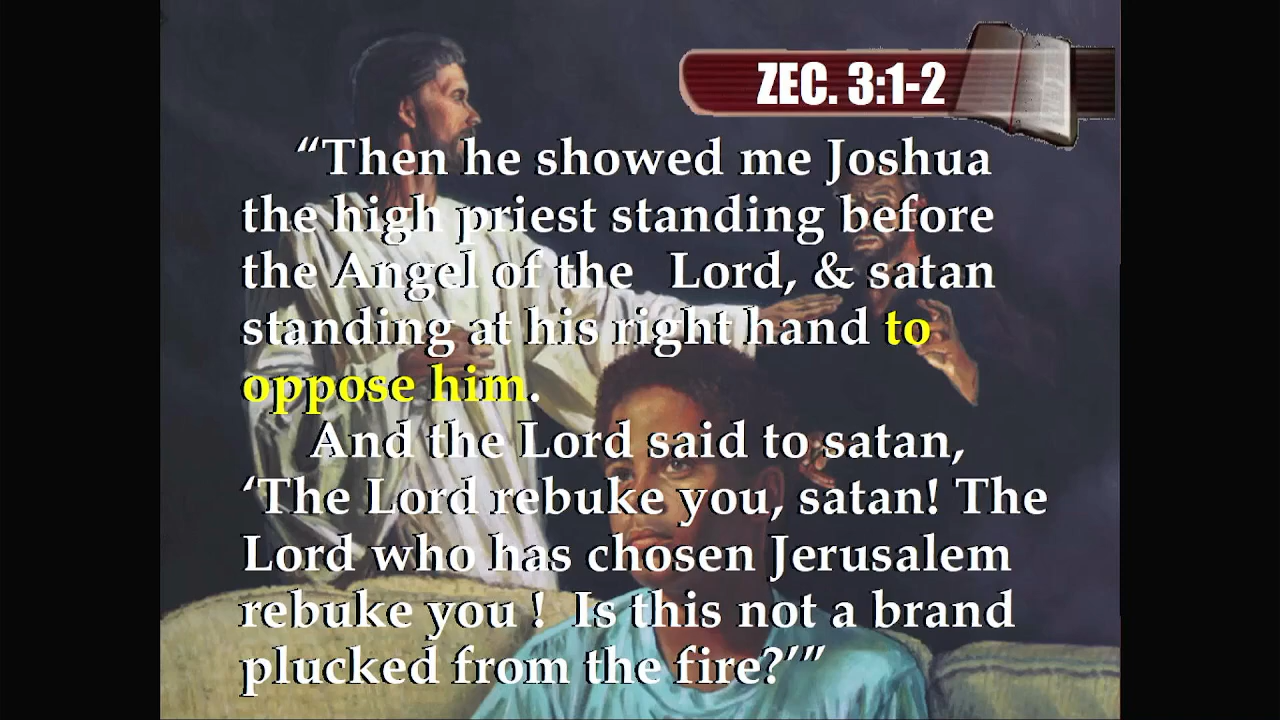 ZEC. 3:1-2
“Then he showed me Joshua
the high priest standing before
the Angel of the Lord, & satan
standing at his right hand to
oppose him.
And the Lord said to satan,
‘The Lord rebuke you, satan! The
Lord who has chosen Jerusalem
rebuke you ! Is this not a brand
plucked from the fire?’”